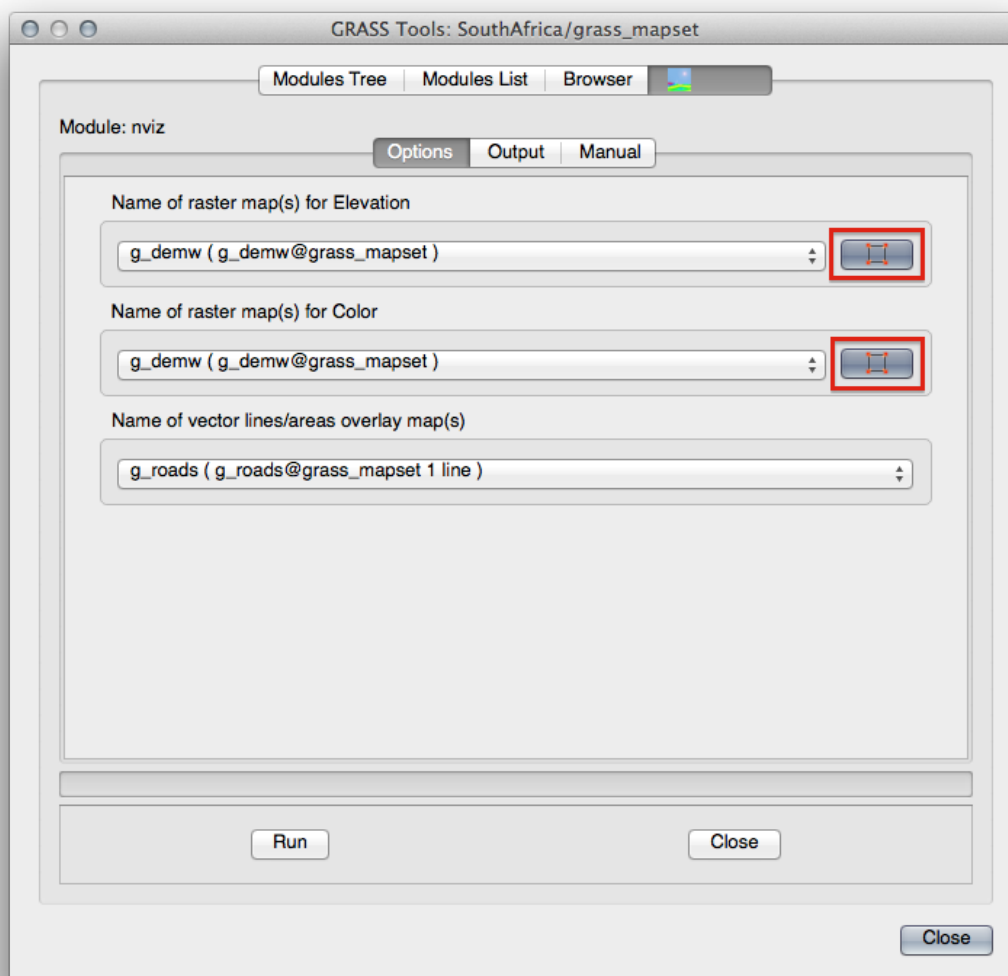 GRASS Tools: SouthAfrica/grass_mapset
Modules Tree Modules List Browser
Module: nviz
Options Output Manual
Name of raster map(s) for Elevation
g_demw ( g_demw@grass_mapset )
Name of raster map(s) for Color
g_demw ( g_demw@grass_mapset )
Name of vector lines/areas overlay map(s)
g_roads ( g_roads@grass_mapset 1 line )
Run Close
Close